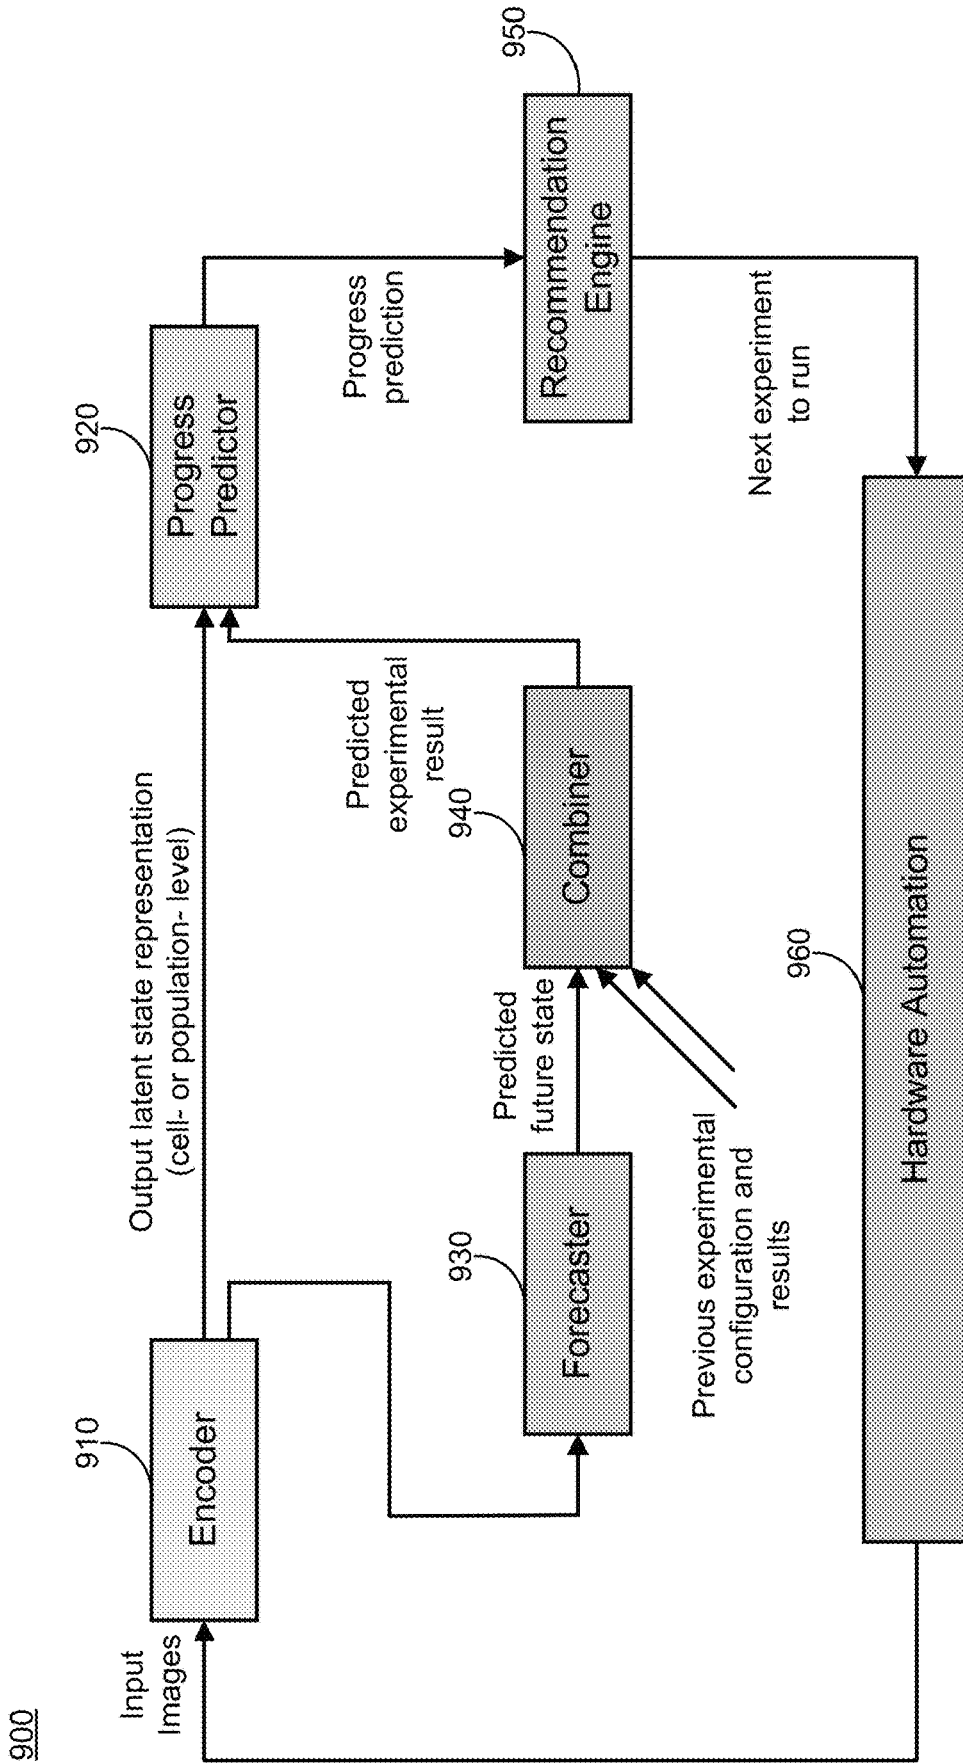 900
Input
Images
910
Encoder
Output latent state representation
(cell- or population- level)
920
Progress
Predictor
Progress
prediction
930
Forecaster
Predicted
future state
Previous experimental
configuration and
results
940
Combiner
Predicted
experimental
result
950
Recommendation
Engine
Next experiment
to run
960
Hardware Automation